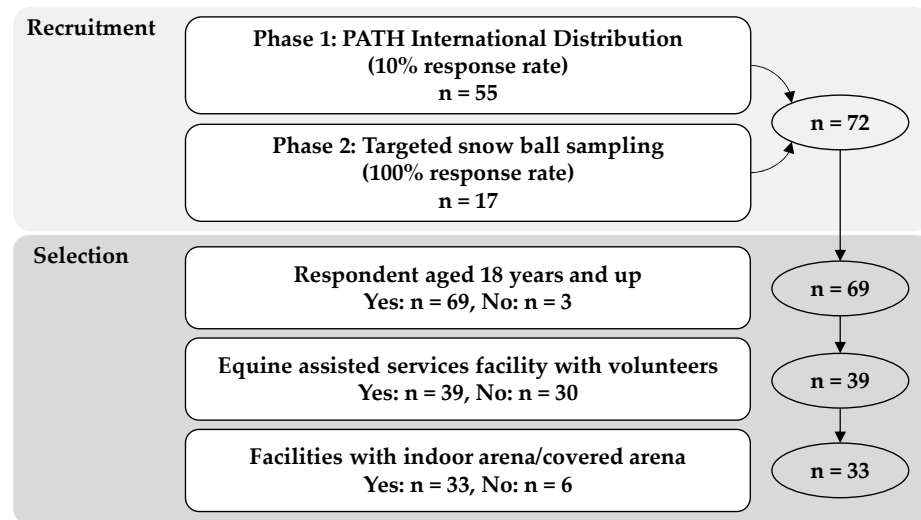 Recruitment
Phase 1: PATH International Distribution
(10% response rate)
n = 55
n = 72
Phase 2: Targeted snow ball sampling
(100% response rate)
n = 17
Selection
Respondent aged 18 years and up
Yes: n = 69, No: n = 3
n = 69
Equine assisted services facility with volunteers
Yes: n = 39, No: n = 30
n = 39
Facilities with indoor arena/covered arena
Yes: n = 33, No: n = 6
n = 33